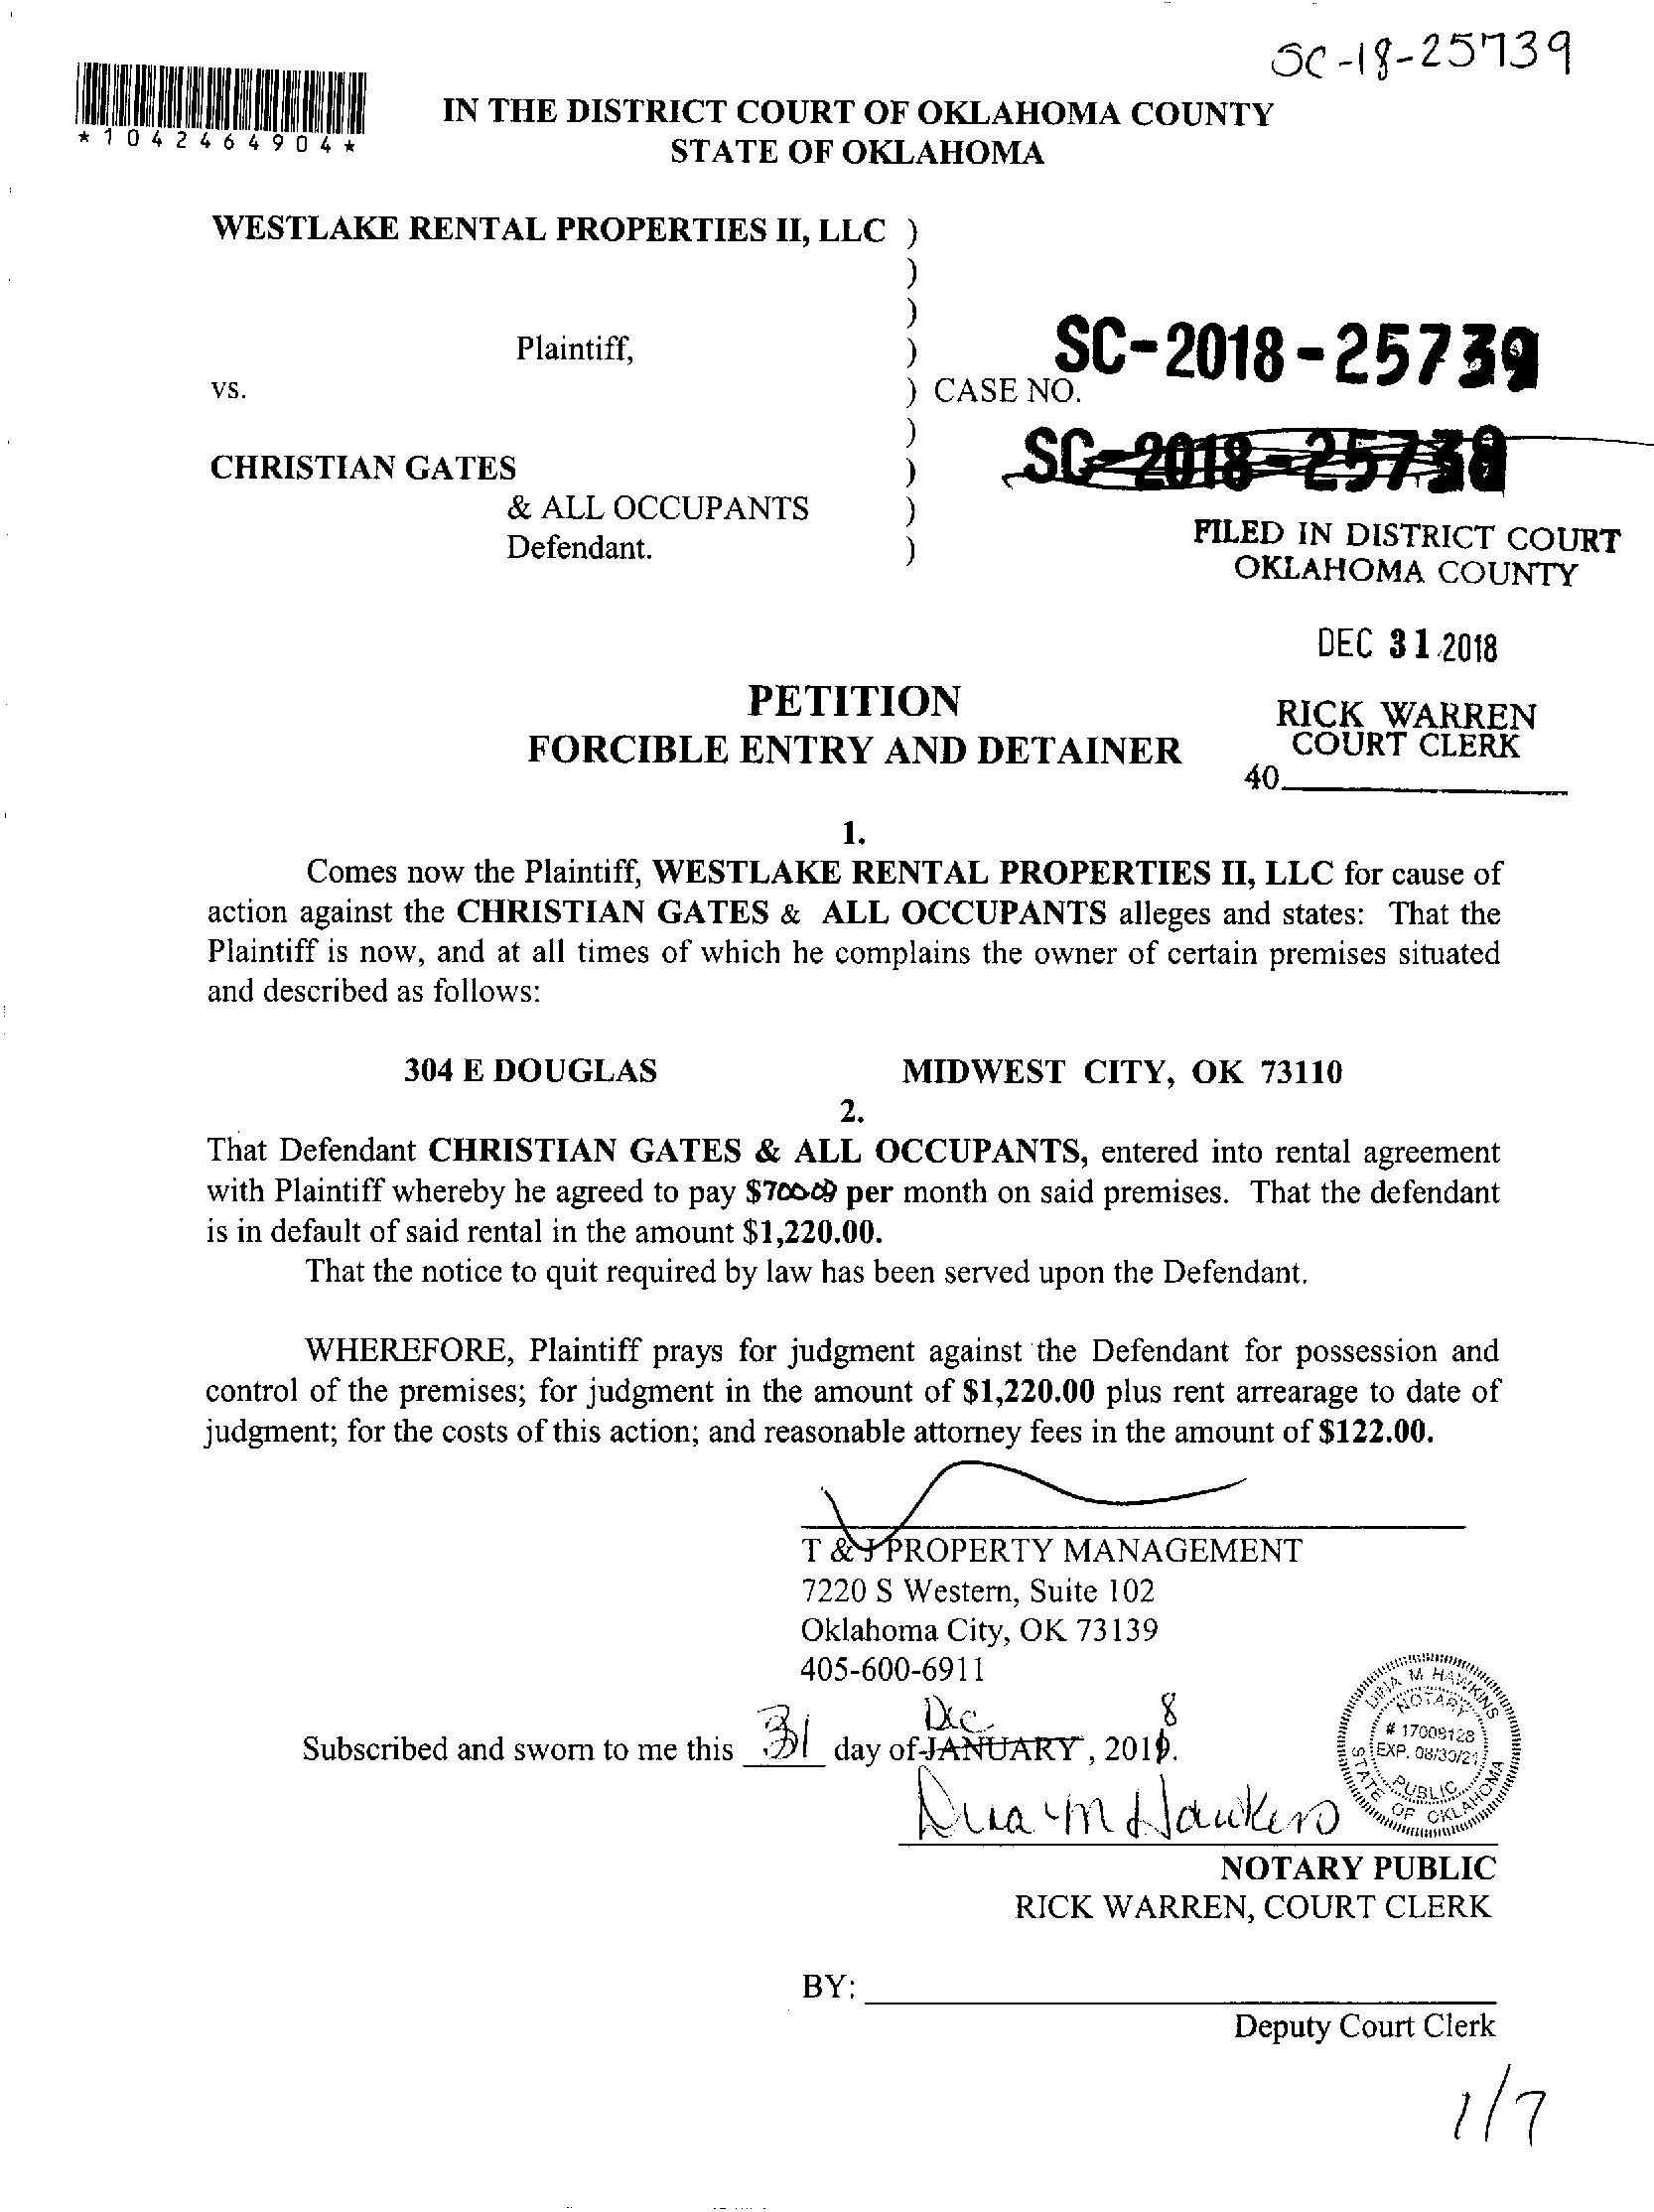 SC-18-25739
*1042464904*
IN THE DISTRICT COURT OF OKLAHOMA COUNTY
STATE OF OKLAHOMA
WESTLAKE RENTAL PROPERTIES II, LLC )
)
)
Plaintiff, )
SC-2018-25739
vs. ) CASE NO.
)
SC-2018-25738
CHRISTIAN GATES )
& ALL OCCUPANTS )
Defendant. )
FILED IN DISTRICT COURT
OKLAHOMA COUNTY
DEC 31 2018
PETITION
RICK WARREN
COURT CLERK
FORCIBLE ENTRY AND DETAINER
40
1.
Comes now the Plaintiff, WESTLAKE RENTAL PROPERTIES II, LLC for cause of
action against the CHRISTIAN GATES & ALL OCCUPANTS alleges and states: That the
Plaintiff is now, and at all times of which he complains the owner of certain premises situated
and described as follows:
304 E DOUGLAS MIDWEST CITY, OK 73110
2.
That Defendant CHRISTIAN GATES & ALL OCCUPANTS, entered into rental agreement
with Plaintiff whereby he agreed to pay per month on said premises. That the defendant
is in default of said rental in the amount $1,220.00.
That the notice to quit required by law has been served upon the Defendant.
WHEREFORE, Plaintiff prays for judgment against the Defendant for possession and
control of the premises; for judgment in the amount of $1,220.00 plus rent arrearage to date of
judgment; for the costs of this action; and reasonable attorney fees in the amount of $122.00.
T & J PROPERTY MANAGEMENT
7220 S Western, Suite 102
Oklahoma City, OK 73139
405-600-6911
Dec 8
Subscribed and sworn to me this 31 day of JANUARY, 2019.
M HAWKINS
NOTARY
# 17008128
EXP. 08/30/21
PUBLIC
STATE OF OKLAHOMA
NOTARY PUBLIC
RICK WARREN, COURT CLERK
BY:
Deputy Court Clerk
1/7